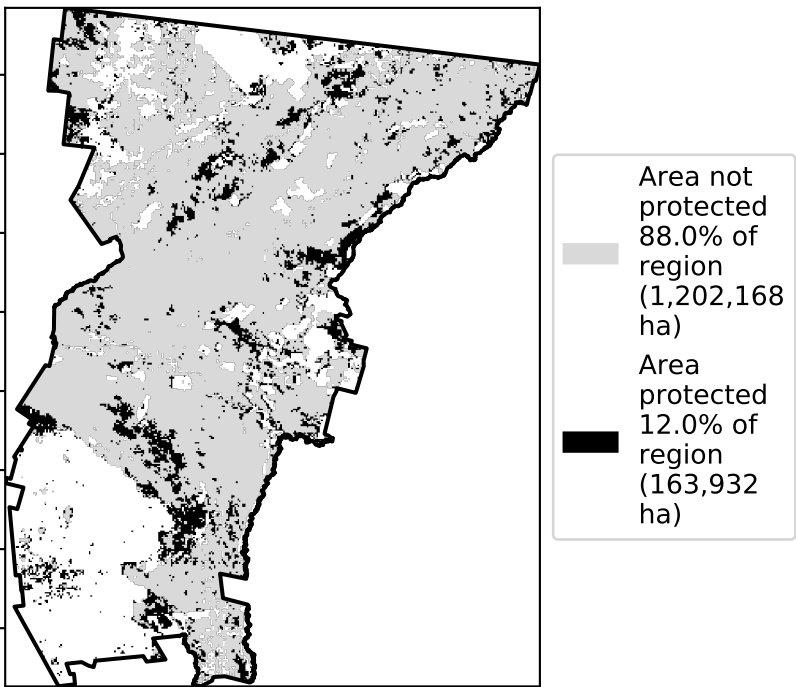 Area not
protected
88.0% of
region
(1,202,168
ha)
Area
protected
12.0% of
region
(163,932
ha)